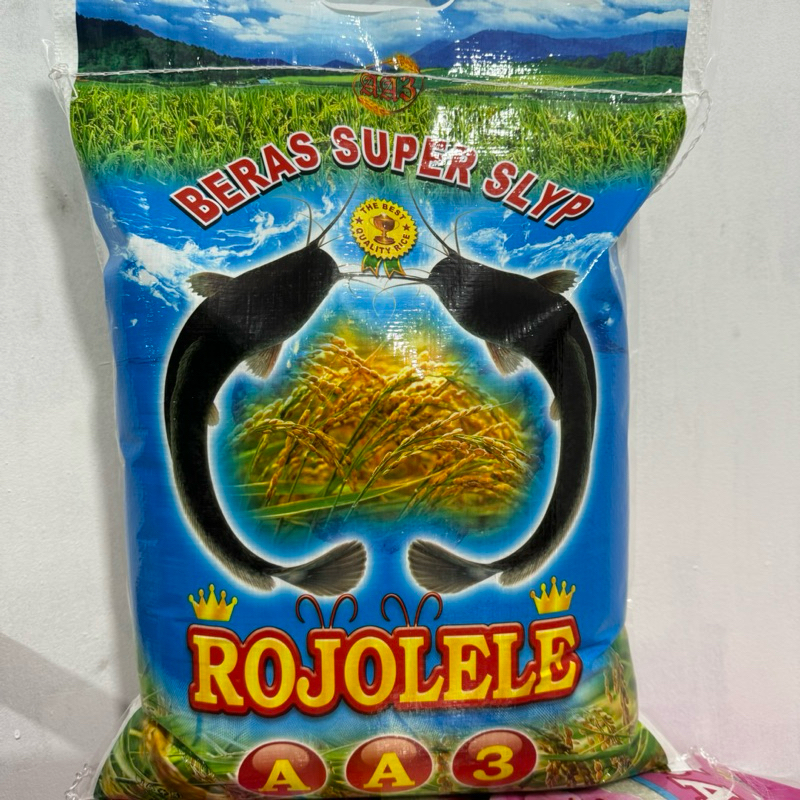 AA3
BERAS SUPER SLYP
THE BEST
QUALITY RICE
ROJOLELE
A A 3
A